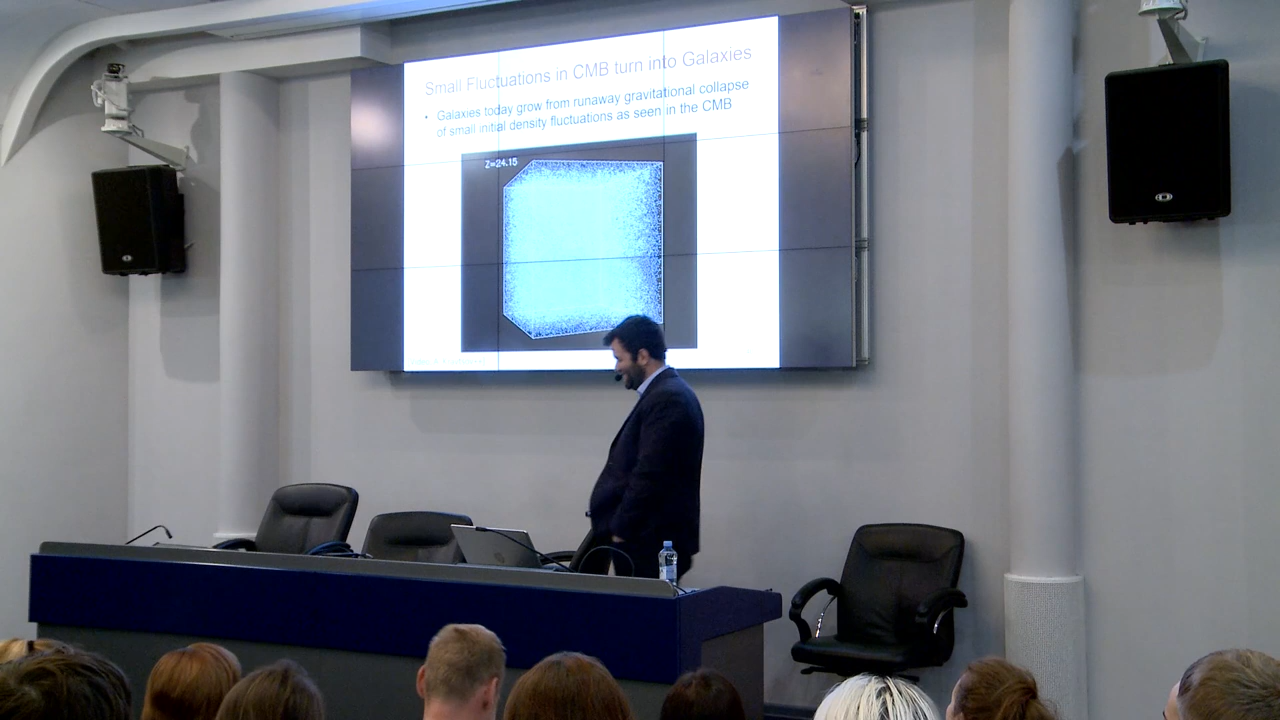 Small Fluctuations in CMB turn into Galaxies
• Galaxies today grow from runaway gravitational collapse
of small initial density fluctuations as seen in the CMB
Z=24.15